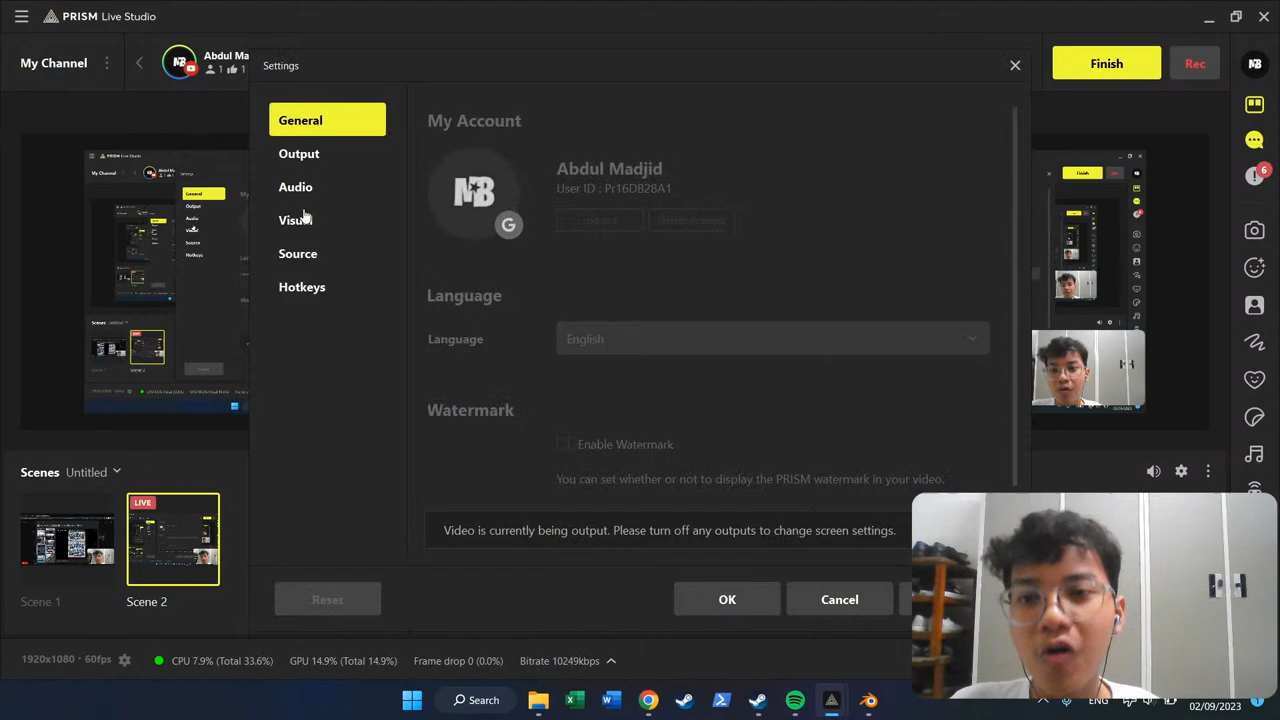 PRISM Live Studio
My Channel
Abdul Ma
1 1
Finish
Rec
6
Settings
General
Output
Audio
Visual
Source
Hotkeys
My Account
Abdul Madjid
User ID : Pr16DB28A1
Language
Language
English
Watermark
Enable Watermark
You can set whether or not to display the PRISM watermark in your video.
Video is currently being output. Please turn off any outputs to change screen settings.
Reset
OK
Cancel
Scenes Untitled
LIVE
Scene 1
Scene 2
1920x1080 • 60fps
CPU 7.9% (Total 33.6%)
GPU 14.9% (Total 14.9%)
Frame drop 0 (0.0%)
Bitrate 10249kbps
Search
ENG
02/09/2023